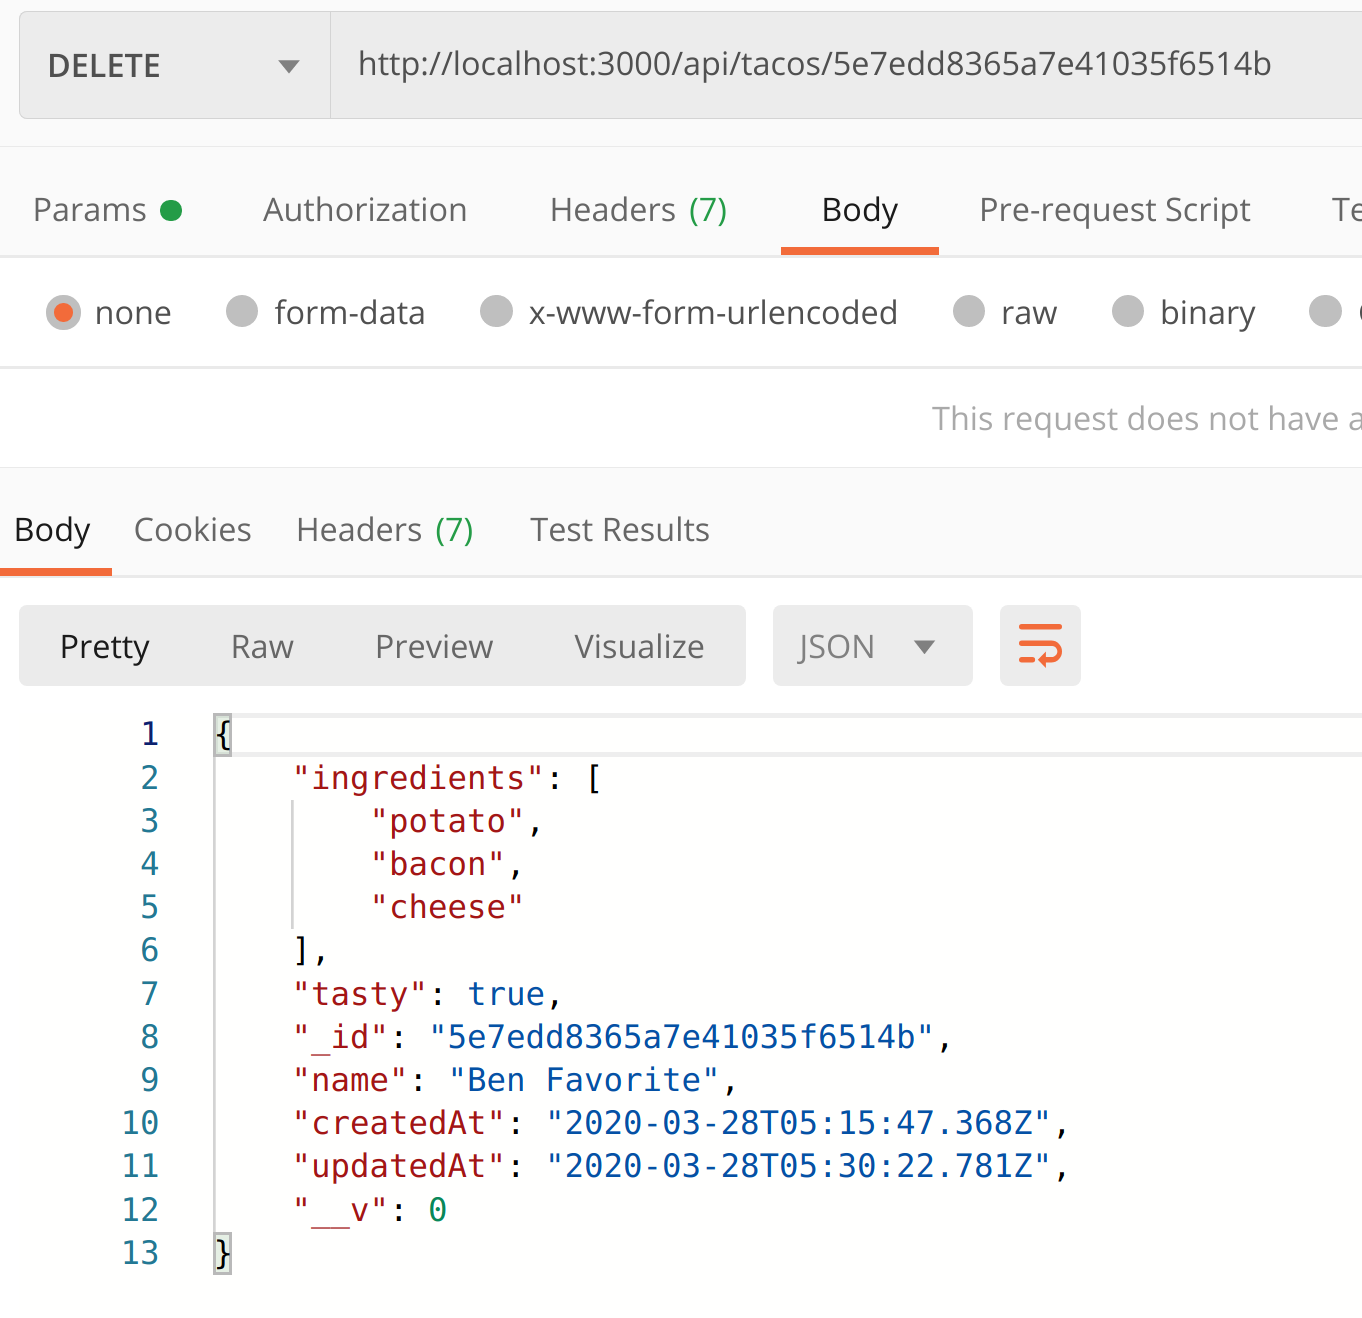 DELETE http://localhost:3000/api/tacos/5e7edd8365a7e41035f6514b
Params Authorization Headers (7) Body Pre-request Script Te
none form-data x-www-form-urlencoded raw binary
This request does not have a
Body Cookies Headers (7) Test Results
Pretty Raw Preview Visualize JSON
1 {
2 "ingredients": [
3 "potato",
4 "bacon",
5 "cheese"
6 ],
7 "tasty": true,
8 "_id": "5e7edd8365a7e41035f6514b",
9 "name": "Ben Favorite",
10 "createdAt": "2020-03-28T05:15:47.368Z",
11 "updatedAt": "2020-03-28T05:30:22.781Z",
12 "__v": 0
13 }